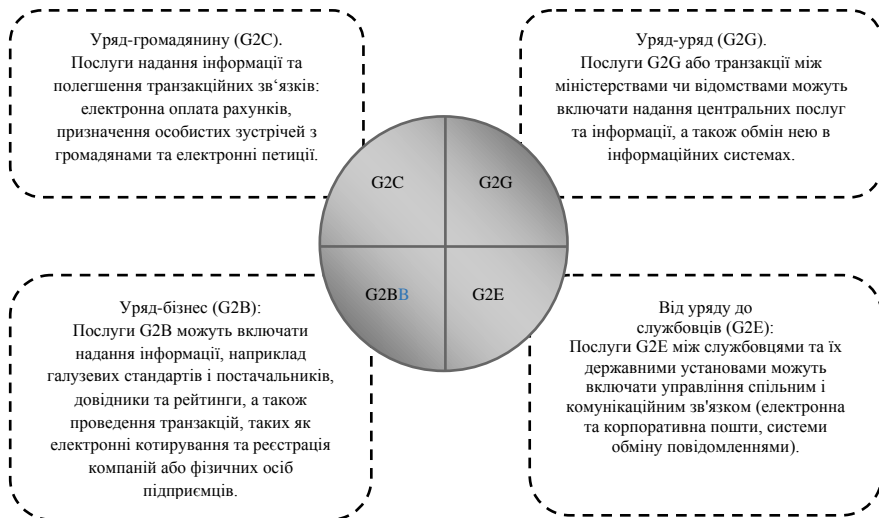 Уряд-громадянину (G2C).
Послуги надання інформації та
полегшення транзакційних зв‘язків:
електронна оплата рахунків,
призначення особистих зустрічей з
громадянами та електронні петиції.
Уряд-уряд (G2G).
Послуги G2G або транзакції між
міністерствами чи відомствами можуть
включати надання центральних послуг
та інформації, а також обмін нею в
інформаційних системах.
G2C
G2G
G2BB
G2E
Уряд-бізнес (G2B):
Послуги G2B можуть включати
надання інформації, наприклад
галузевих стандартів і постачальників,
довідники та рейтинги, а також
проведення транзакцій, таких як
електронні котирування та реєстрація
компаній або фізичних осіб
підприємців.
Від уряду до
службовців (G2E):
Послуги G2E між службовцями та їх
державними установами можуть
включати управління спільним і
комунікаційним зв'язком (електронна
та корпоративна пошти, системи
обміну повідомленнями).